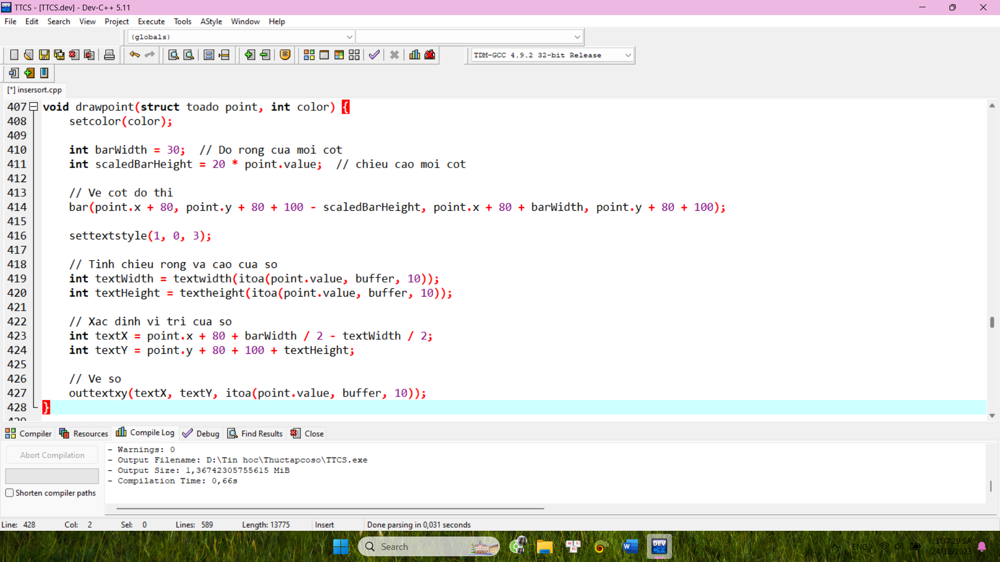 TTCS - [TTCS.dev] - Dev-C++ 5.11
File Edit Search View Project Execute Tools AStyle Window Help
(globals)
TDM-GCC 4.9.2 32-bit Release
[*] insersort.cpp
407 void drawpoint(struct toado point, int color) {
408 setcolor(color);
409
410 int barWidth = 30; // Do rong cua moi cot
411 int scaledBarHeight = 20 * point.value; // chieu cao moi cot
412
413 // Ve cot do thi
414 bar(point.x + 80, point.y + 80 + 100 - scaledBarHeight, point.x + 80 + barWidth, point.y + 80 + 100);
415
416 settextstyle(1, 0, 3);
417
418 // Tinh chieu rong va cao cua so
419 int textWidth = textwidth(itoa(point.value, buffer, 10));
420 int textHeight = textheight(itoa(point.value, buffer, 10));
421
422 // Xac dinh vi tri cua so
423 int textX = point.x + 80 + barWidth / 2 - textWidth / 2;
424 int textY = point.y + 80 + 100 + textHeight;
425
426 // Ve so
427 outtextxy(textX, textY, itoa(point.value, buffer, 10));
428 }
429
Compiler Resources Compile Log Debug Find Results Close
Abort Compilation
Shorten compiler paths
- Warnings: 0
- Output Filename: D:\Tin hoc\Thuctapcoso\TTCS.exe
- Output Size: 1,36742305755615 MiB
- Compilation Time: 0,66s
Line: 428 Col: 2 Sel: 0 Lines: 589 Length: 13775 Insert Done parsing in 0,031 seconds
Search
ENG
1:37:29 SA
24/12/2023